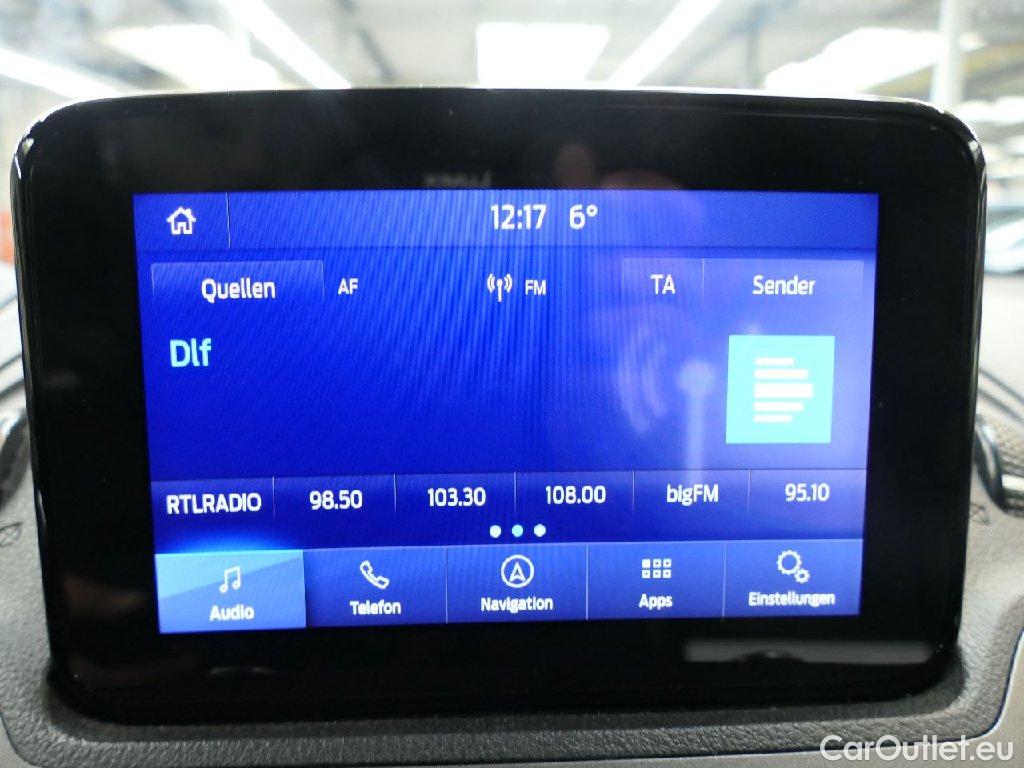 12:17 6°
Quellen AF FM TA Sender
Dlf
RTLRADIO 98.50 103.30 108.00 bigFM 95.10
Audio Telefon Navigation Apps Einstellungen
CarOutlet.eu